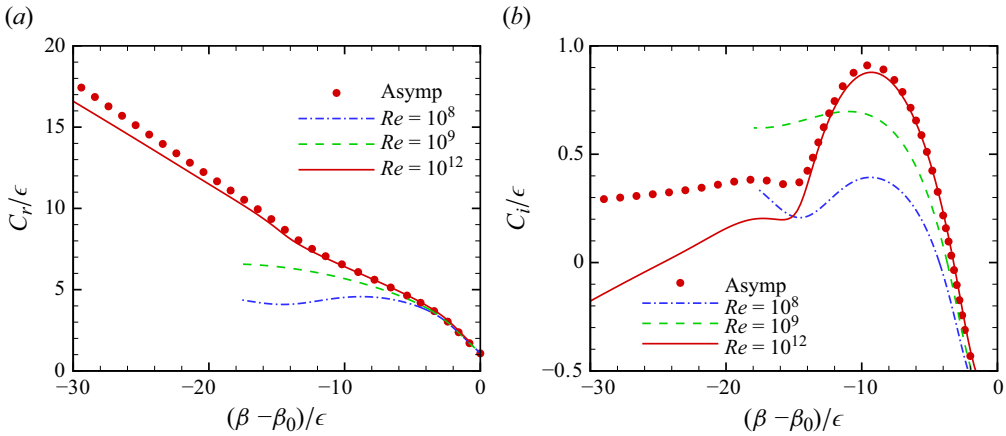 (a)
20
15
10
5
0
C_r/ϵ
Asymp
Re = 10^8
Re = 10^9
Re = 10^12
−30
−20
−10
0
(β −β_0)/ϵ
(b)
1.0
0.5
0
−0.5
C_i/ϵ
Asymp
Re = 10^8
Re = 10^9
Re = 10^12
−30
−20
−10
0
(β −β_0)/ϵ